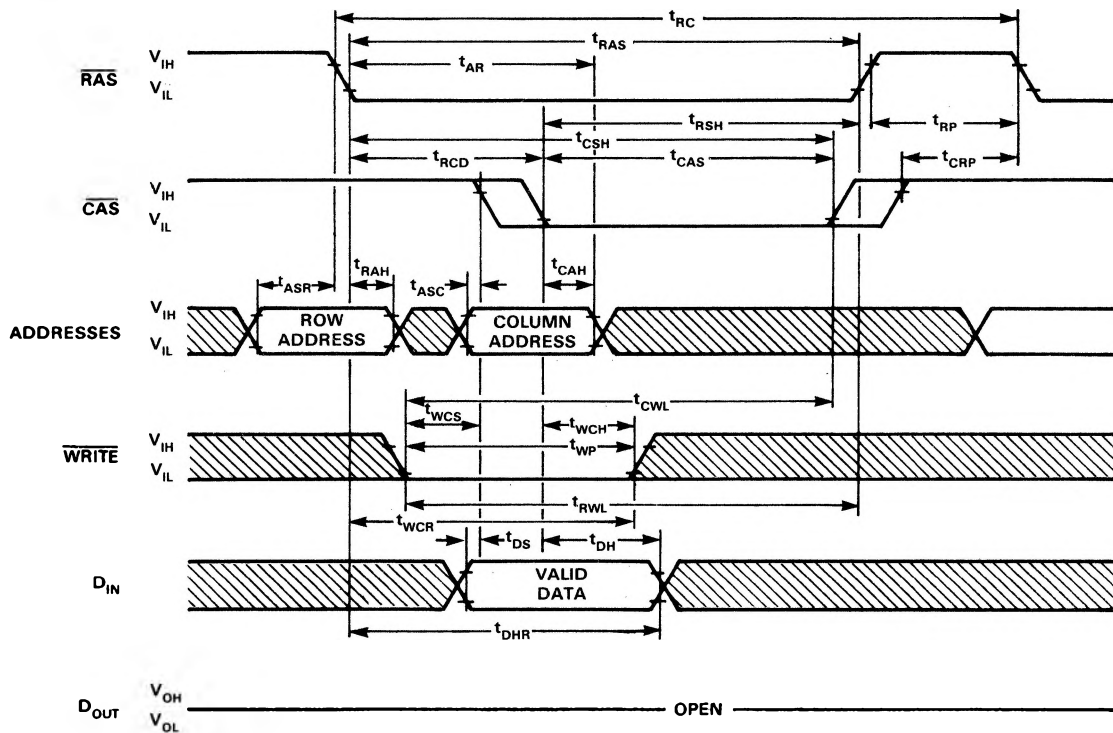 tRC
tRAS
tAR
RAS
VIH
VIL
tRSH
tRP
tCSH
tRCD
tCAS
tCRP
CAS
VIH
VIL
tASR
tRAH
tASC
tCAH
ADDRESSES
VIH
VIL
ROW
ADDRESS
COLUMN
ADDRESS
tCWL
tWCS
tWCH
WRITE
VIH
VIL
tWP
tRWL
tWCR
tDS
tDH
DIN
VALID
DATA
tDHR
DOUT
VOH
VOL
OPEN